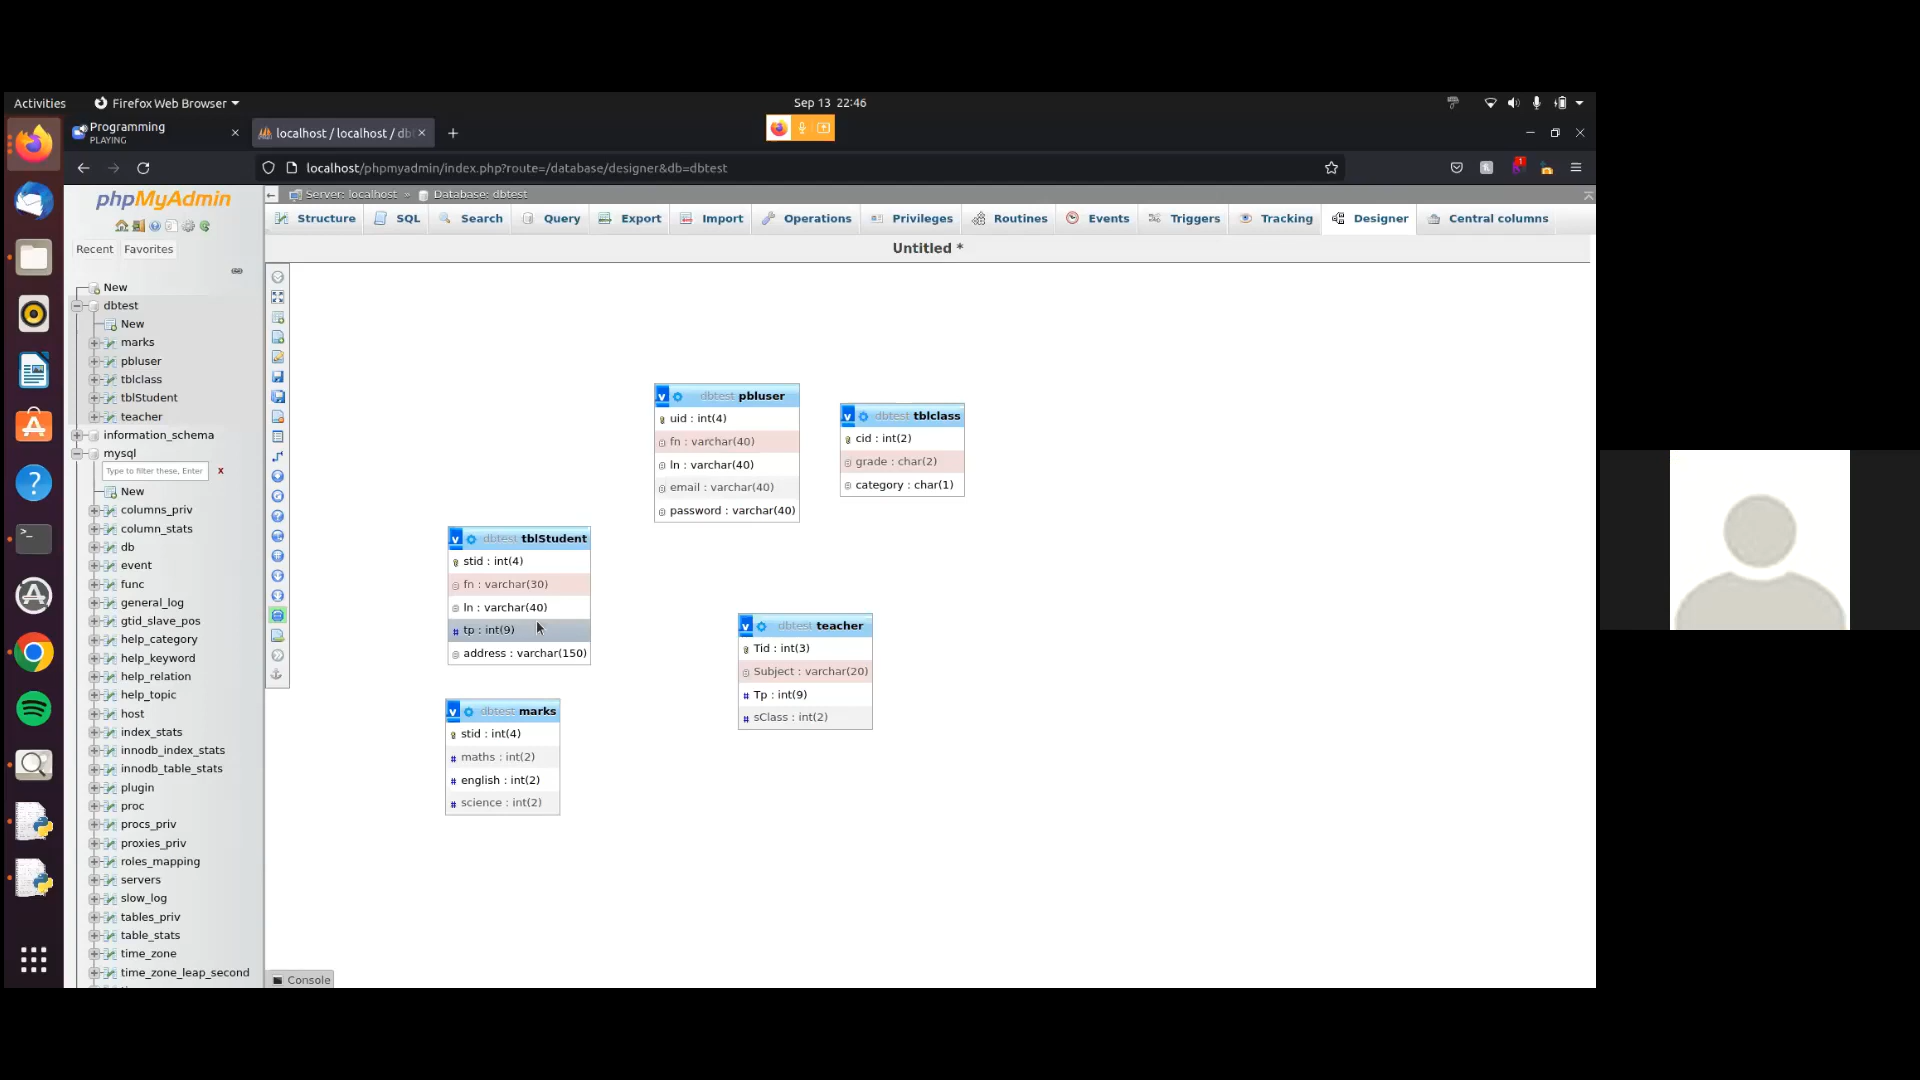 Activities
Firefox Web Browser
Sep 13 22:46
Programming
PLAYING
localhost / localhost / db
localhost/phpmyadmin/index.php?route=/database/designer&db=dbtest
1
phpMyAdmin
Server: localhost » Database: dbtest
Structure
SQL
Search
Query
Export
Import
Operations
Privileges
Routines
Events
Triggers
Tracking
Designer
Central columns
Recent
Favorites
Untitled *
New
dbtest
New
marks
pbluser
tblclass
tblStudent
teacher
information_schema
mysql
Type to filter these, Enter
X
New
columns_priv
column_stats
db
event
func
general_log
gtid_slave_pos
help_category
help_keyword
help_relation
help_topic
host
index_stats
innodb_index_stats
innodb_table_stats
plugin
proc
procs_priv
proxies_priv
roles_mapping
servers
slow_log
tables_priv
table_stats
time_zone
time_zone_leap_second
v dbtest pbluser
uid : int(4)
fn : varchar(40)
ln : varchar(40)
email : varchar(40)
password : varchar(40)
v dbtest tblclass
cid : int(2)
grade : char(2)
category : char(1)
v dbtest tblStudent
stid : int(4)
fn : varchar(30)
ln : varchar(40)
# tp : int(9)
address : varchar(150)
v dbtest teacher
Tid : int(3)
Subject : varchar(20)
# Tp : int(9)
# sClass : int(2)
v dbtest marks
stid : int(4)
# maths : int(2)
# english : int(2)
# science : int(2)
Console